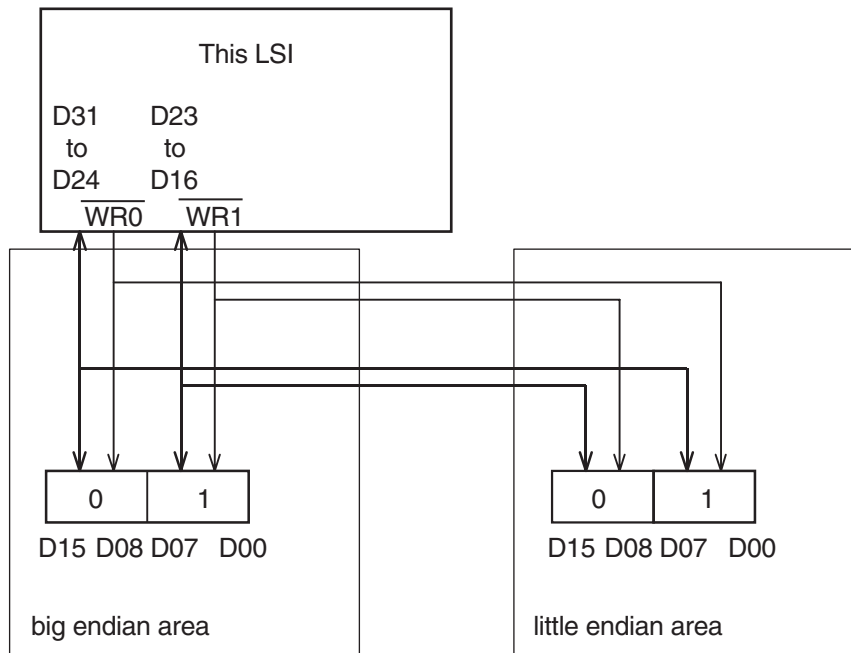 This LSI
D31 D23
to to
D24 D16
WR0 WR1
0 1 0 1
D15 D08 D07 D00 D15 D08 D07 D00
big endian area little endian area